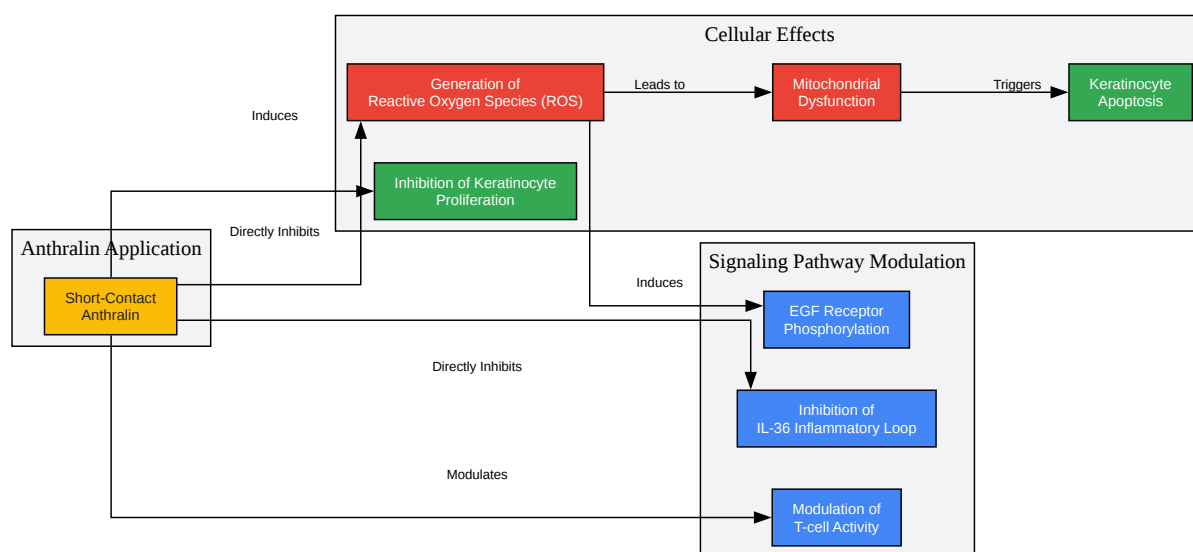 Cellular Effects
Generation of
Reactive Oxygen Species (ROS)
Leads to
Mitochondrial
Dysfunction
Triggers
Keratinocyte
Apoptosis
Induces
Inhibition of Keratinocyte
Proliferation
Directly Inhibits
Anthralin Application
Short-Contact
Anthralin
Signaling Pathway Modulation
Induces
EGF Receptor
Phosphorylation
Directly Inhibits
Inhibition of
IL-36 Inflammatory Loop
Modulates
Modulation of
T-cell Activity